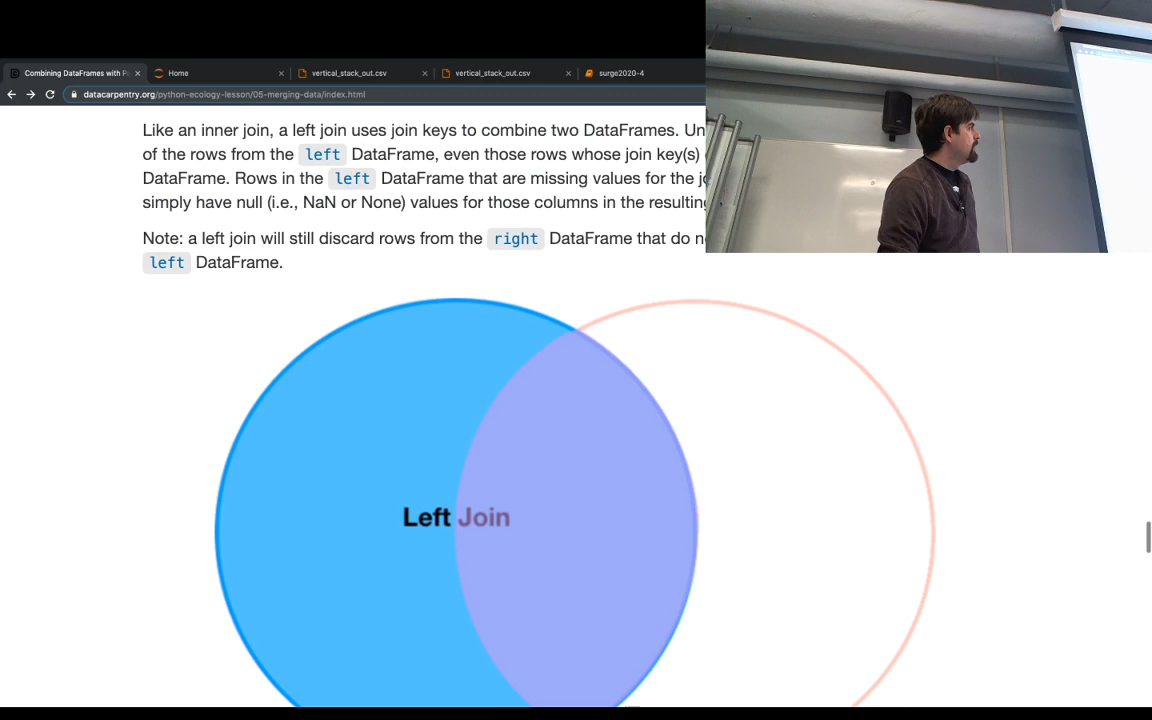 Combining DataFrames with P
Home
vertical_stack_out.csv
vertical_stack_out.csv
surge2020-4
datacarpentry.org/python-ecology-lesson/05-merging-data/index.html
Like an inner join, a left join uses join keys to combine two DataFrames. Un
of the rows from the left DataFrame, even those rows whose join key(s)
DataFrame. Rows in the left DataFrame that are missing values for the jo
simply have null (i.e., NaN or None) values for those columns in the resulting
Note: a left join will still discard rows from the right DataFrame that do n
left DataFrame.
Left Join